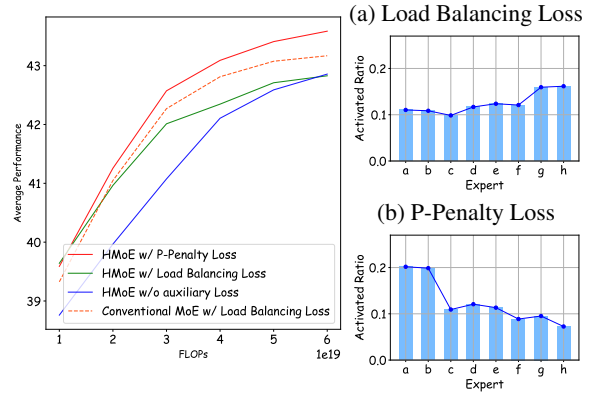 43
42
41
40
39
Average Performance
HMoE w/ P-Penalty Loss
HMoE w/ Load Balancing Loss
HMoE w/o auxiliary Loss
Conventional MoE w/ Load Balancing Loss
1 2 3 4 5 6
FLOPs
1e19
(a) Load Balancing Loss
Activated Ratio
0.2
0.1
0.0
a b c d e f g h
Expert
(b) P-Penalty Loss
Activated Ratio
0.2
0.1
0.0
a b c d e f g h
Expert